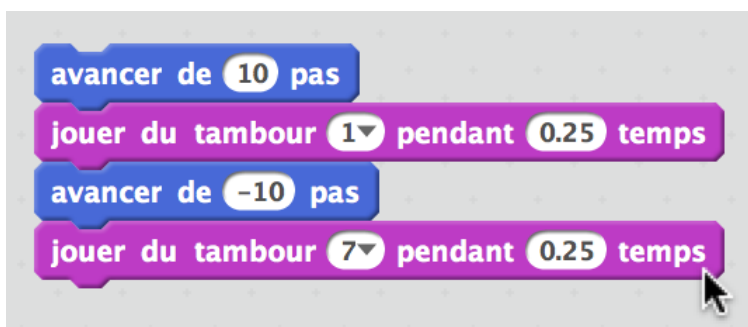 avancer de 10 pas
jouer du tambour 1 pendant 0.25 temps
avancer de -10 pas
jouer du tambour 7 pendant 0.25 temps